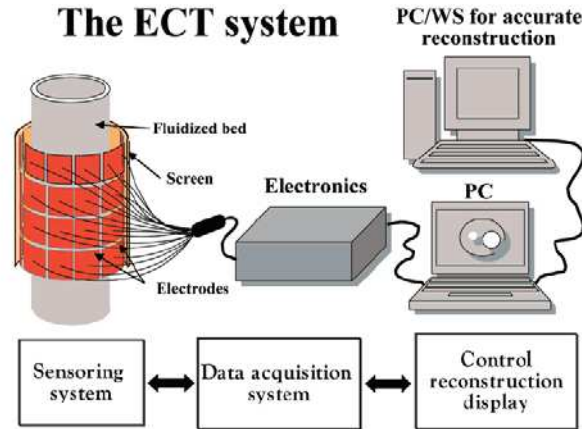 The ECT system
PC/WS for accurate
reconstruction
Fluidized bed
Screen
Electronics
PC
Electrodes
Sensoring
system
Data acquisition
system
Control
reconstruction
display